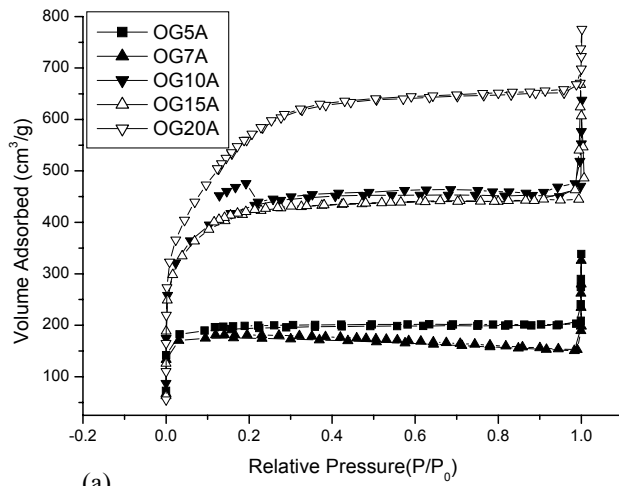 800
700
600
500
400
300
200
100
OG5A
OG7A
OG10A
OG15A
OG20A
Volume Adsorbed (cm³/g)
-0.2 0.0 0.2 0.4 0.6 0.8 1.0
Relative Pressure(P/P₀)
(a)